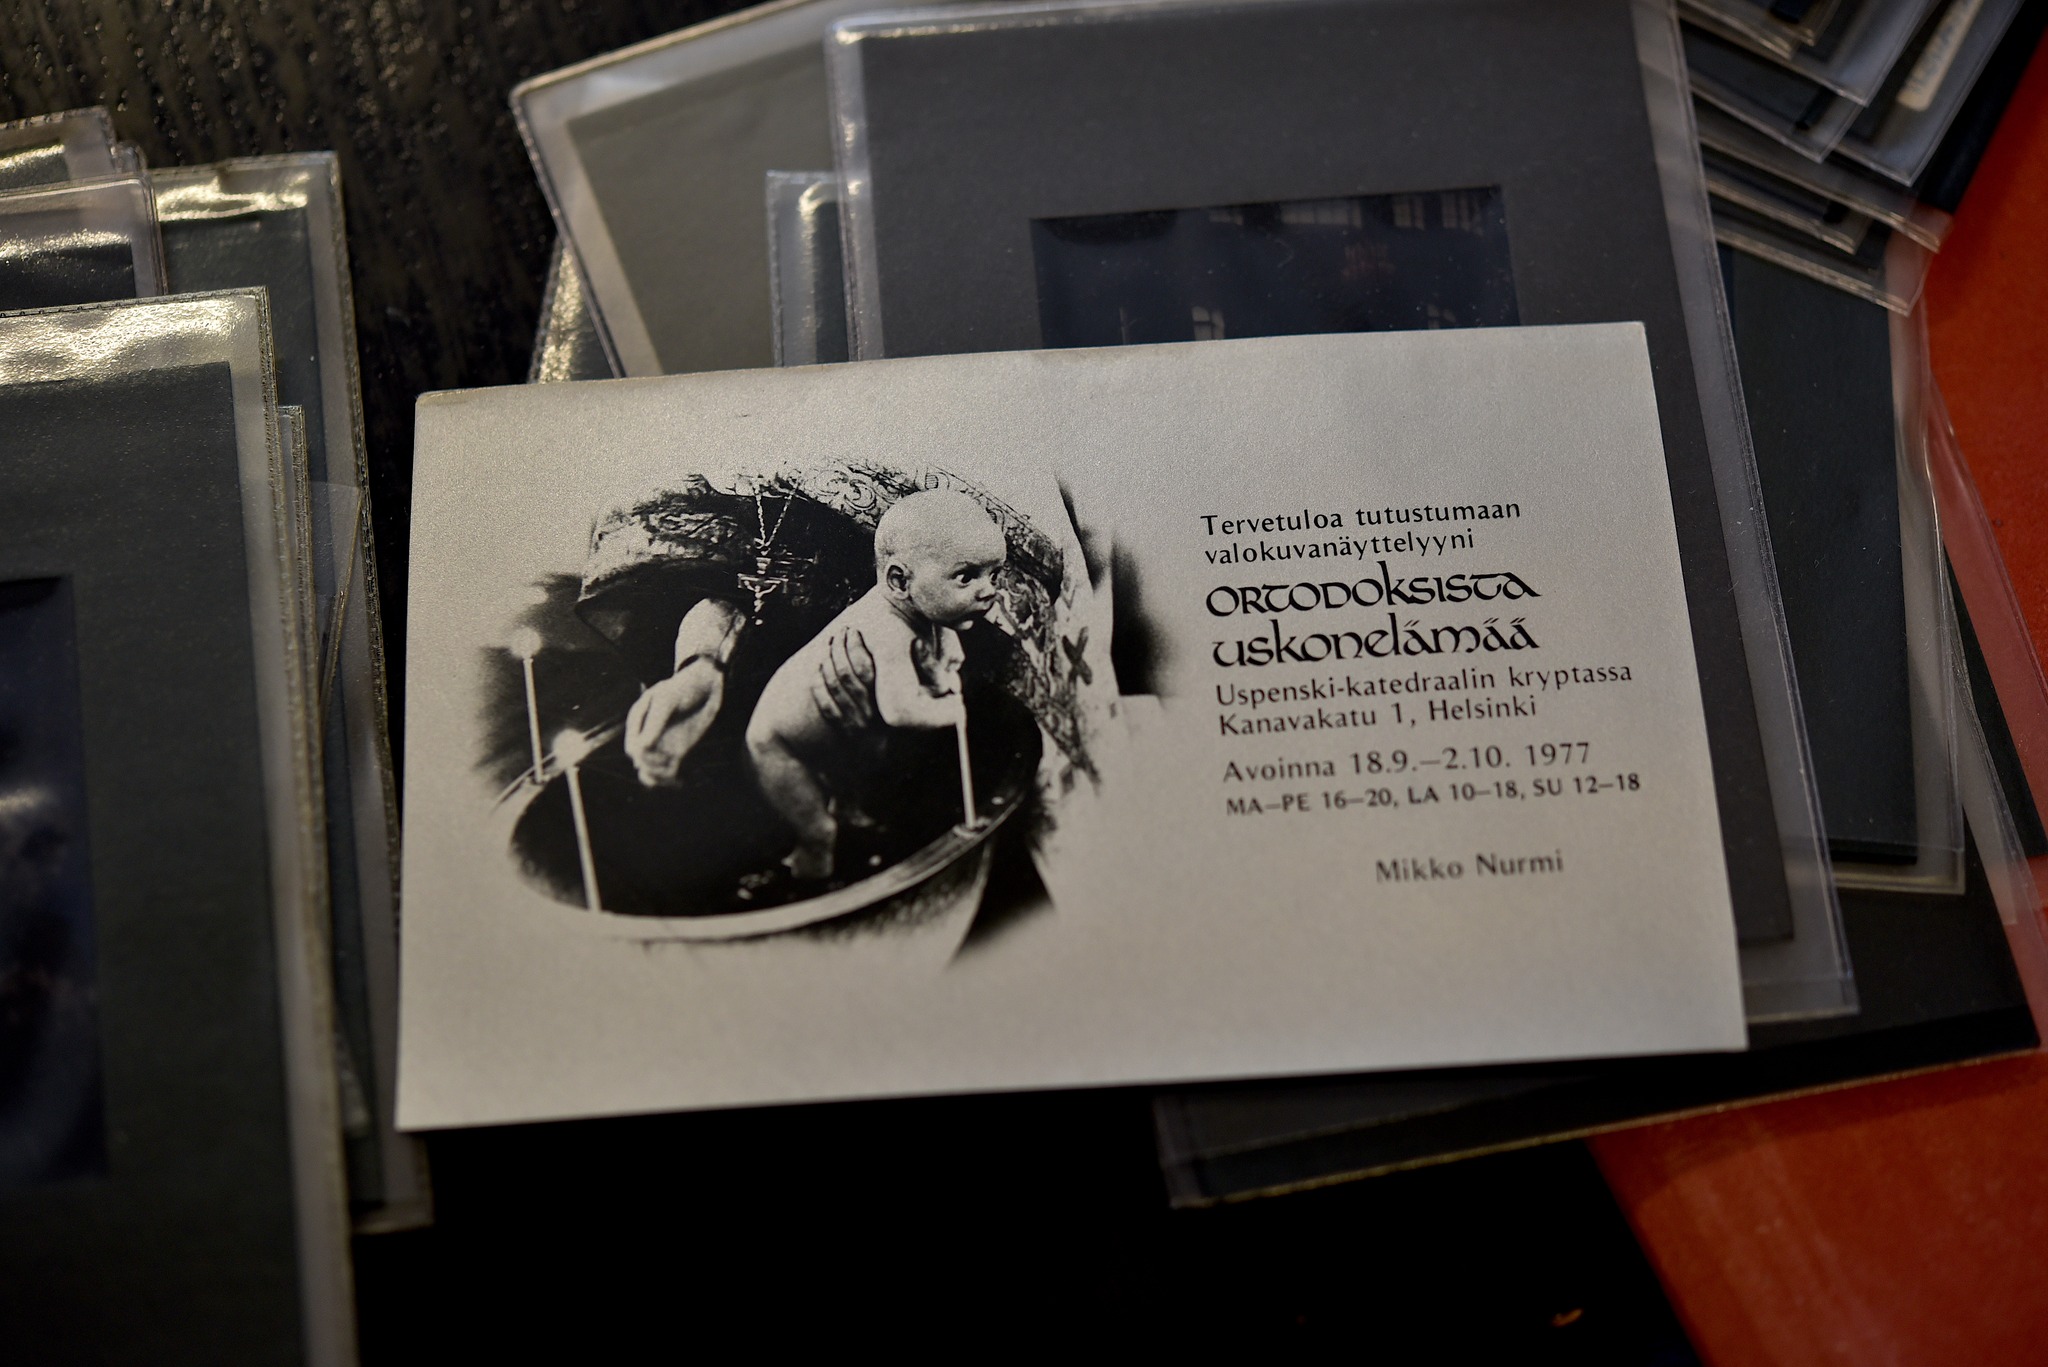 Tervetuloa tutustumaan
valokuvanäyttelyyni
ORTODOKSISTA
USKONELÄMÄÄ
Uspenski-katedraalin kryptassa
Kanavakatu 1, Helsinki
Avoinna 18.9.—2.10. 1977
MA—PE 16—20, LA 10—18, SU 12—18
Mikko Nurmi